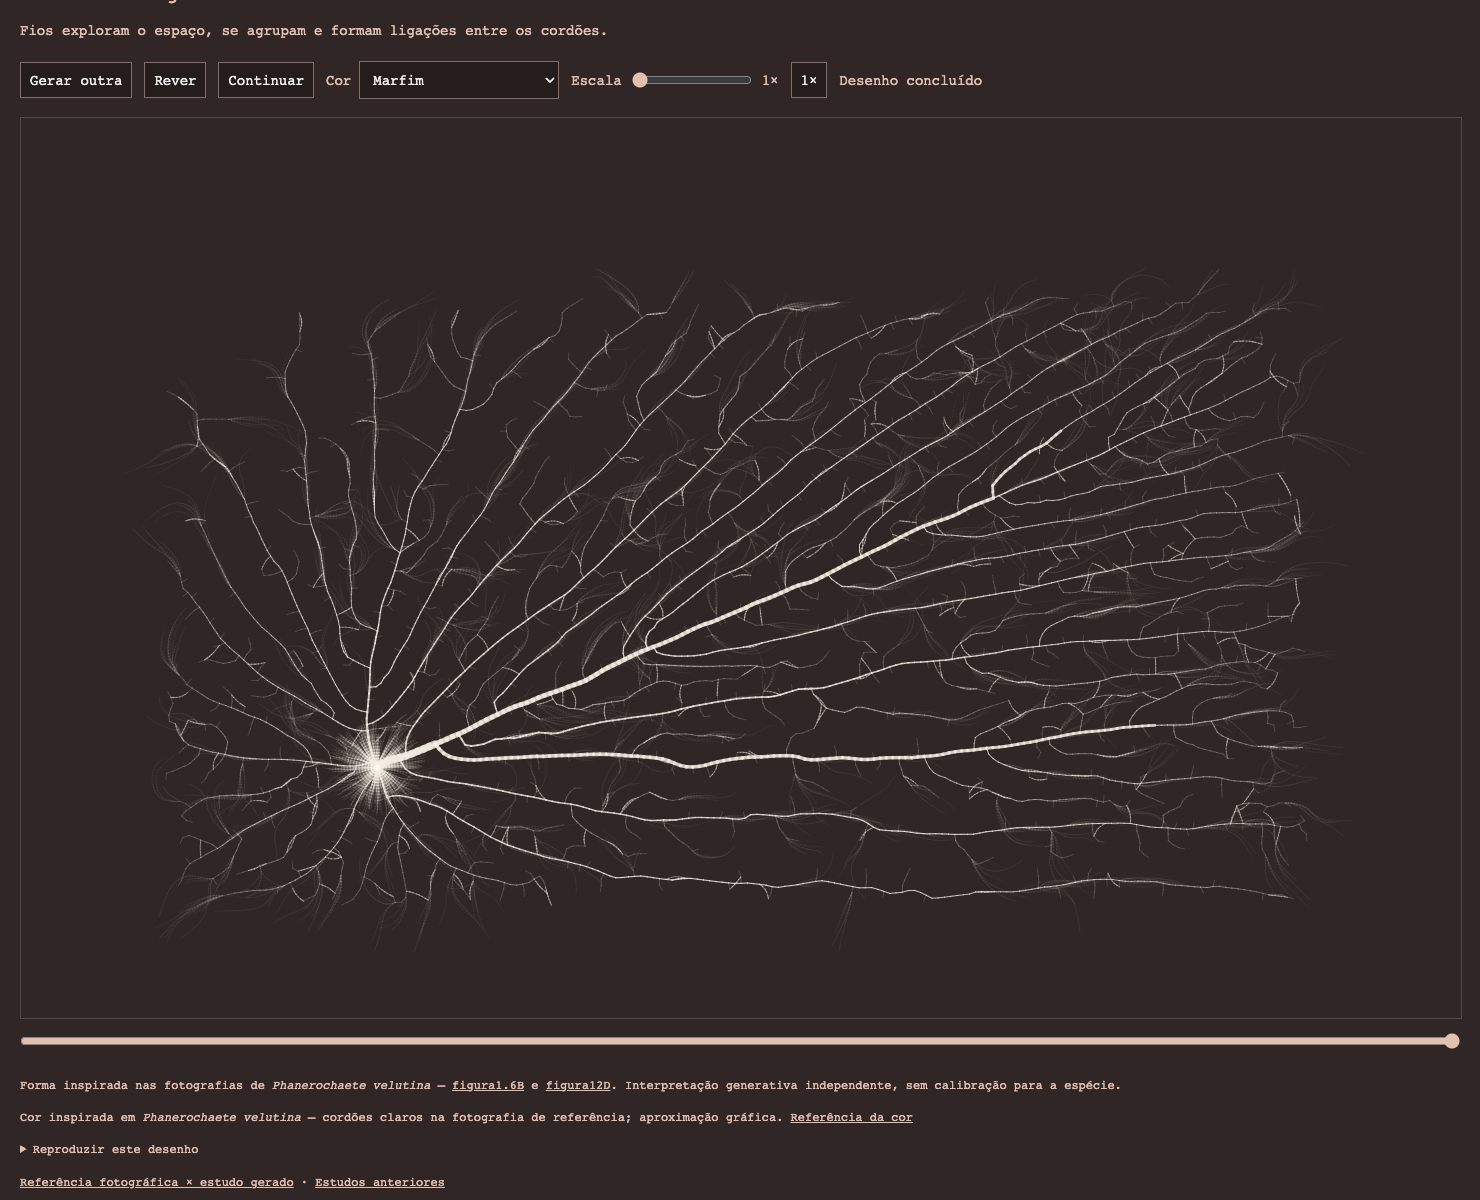 Fios exploram o espaço, se agrupam e formam ligações entre os cordões.
Gerar outra Rever Continuar Cor Marfim Escala 1× 1× Desenho concluído
Forma inspirada nas fotografias de Phanerochaete velutina — figura1.6B e figura12D. Interpretação generativa independente, sem calibração para a espécie.
Cor inspirada em Phanerochaete velutina — cordões claros na fotografia de referência; aproximação gráfica. Referência da cor
Reproduzir este desenho
Referência fotográfica × estudo gerado · Estudos anteriores